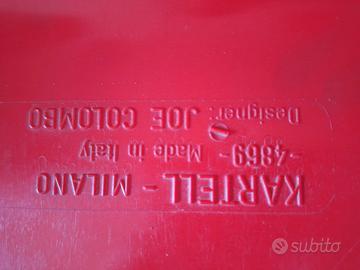 KARTELL - MILANO
-4869- Made in Italy
Designer: JOE COLOMBO
subito